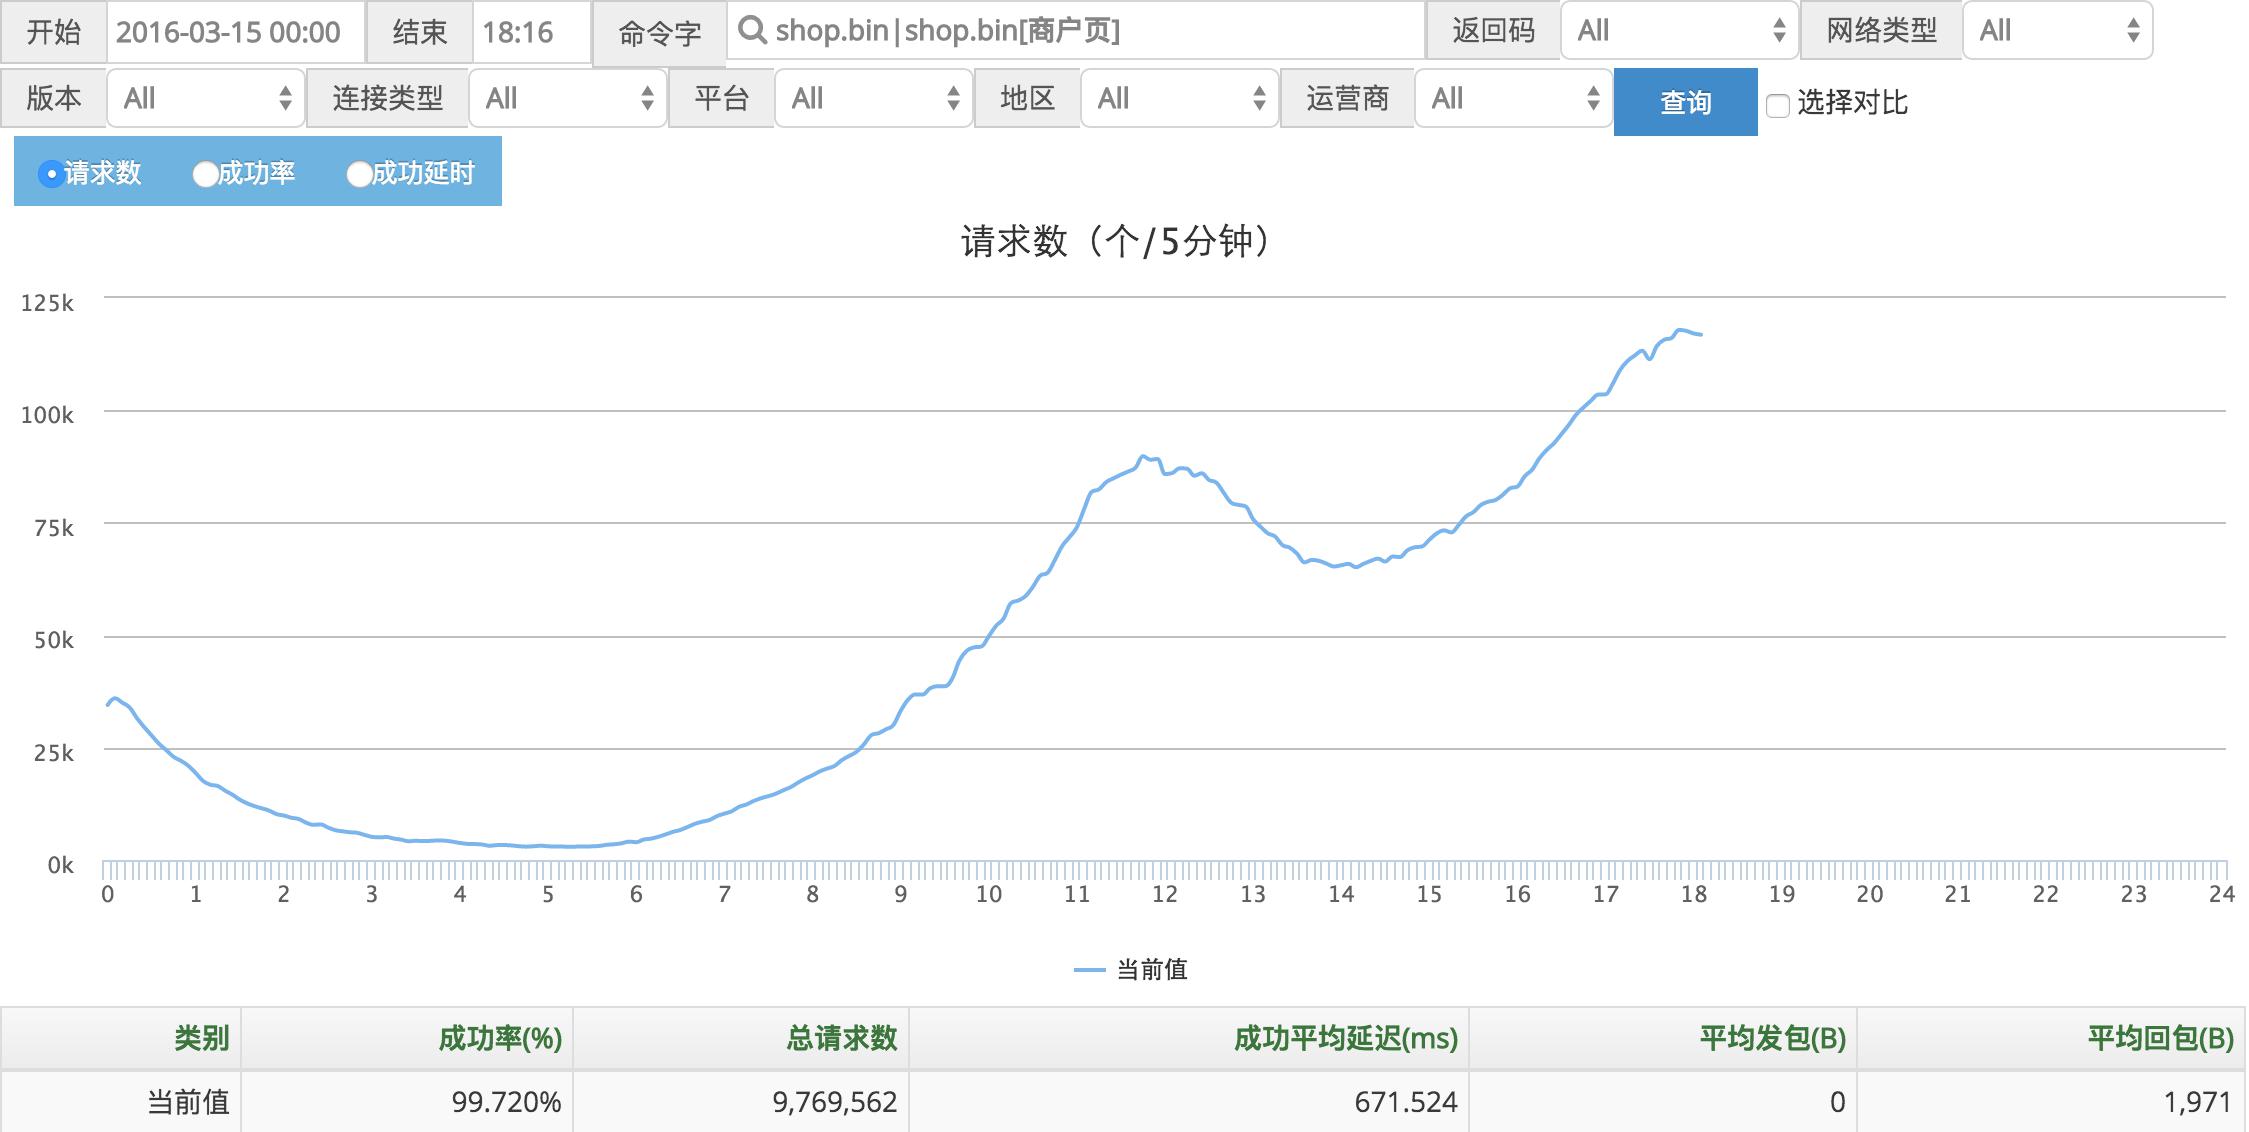 开始 2016-03-15 00:00 结束 18:16 命令字 shop.bin|shop.bin[商户页] 返回码 All 网络类型 All
版本 All 连接类型 All 平台 All 地区 All 运营商 All 查询 选择对比
请求数 成功率 成功延时
请求数（个/5分钟）
125k
100k
75k
50k
25k
0k
0 1 2 3 4 5 6 7 8 9 10 11 12 13 14 15 16 17 18 19 20 21 22 23 24
当前值
类别 成功率(%) 总请求数 成功平均延迟(ms) 平均发包(B) 平均回包(B)
当前值 99.720% 9,769,562 671.524 0 1,971